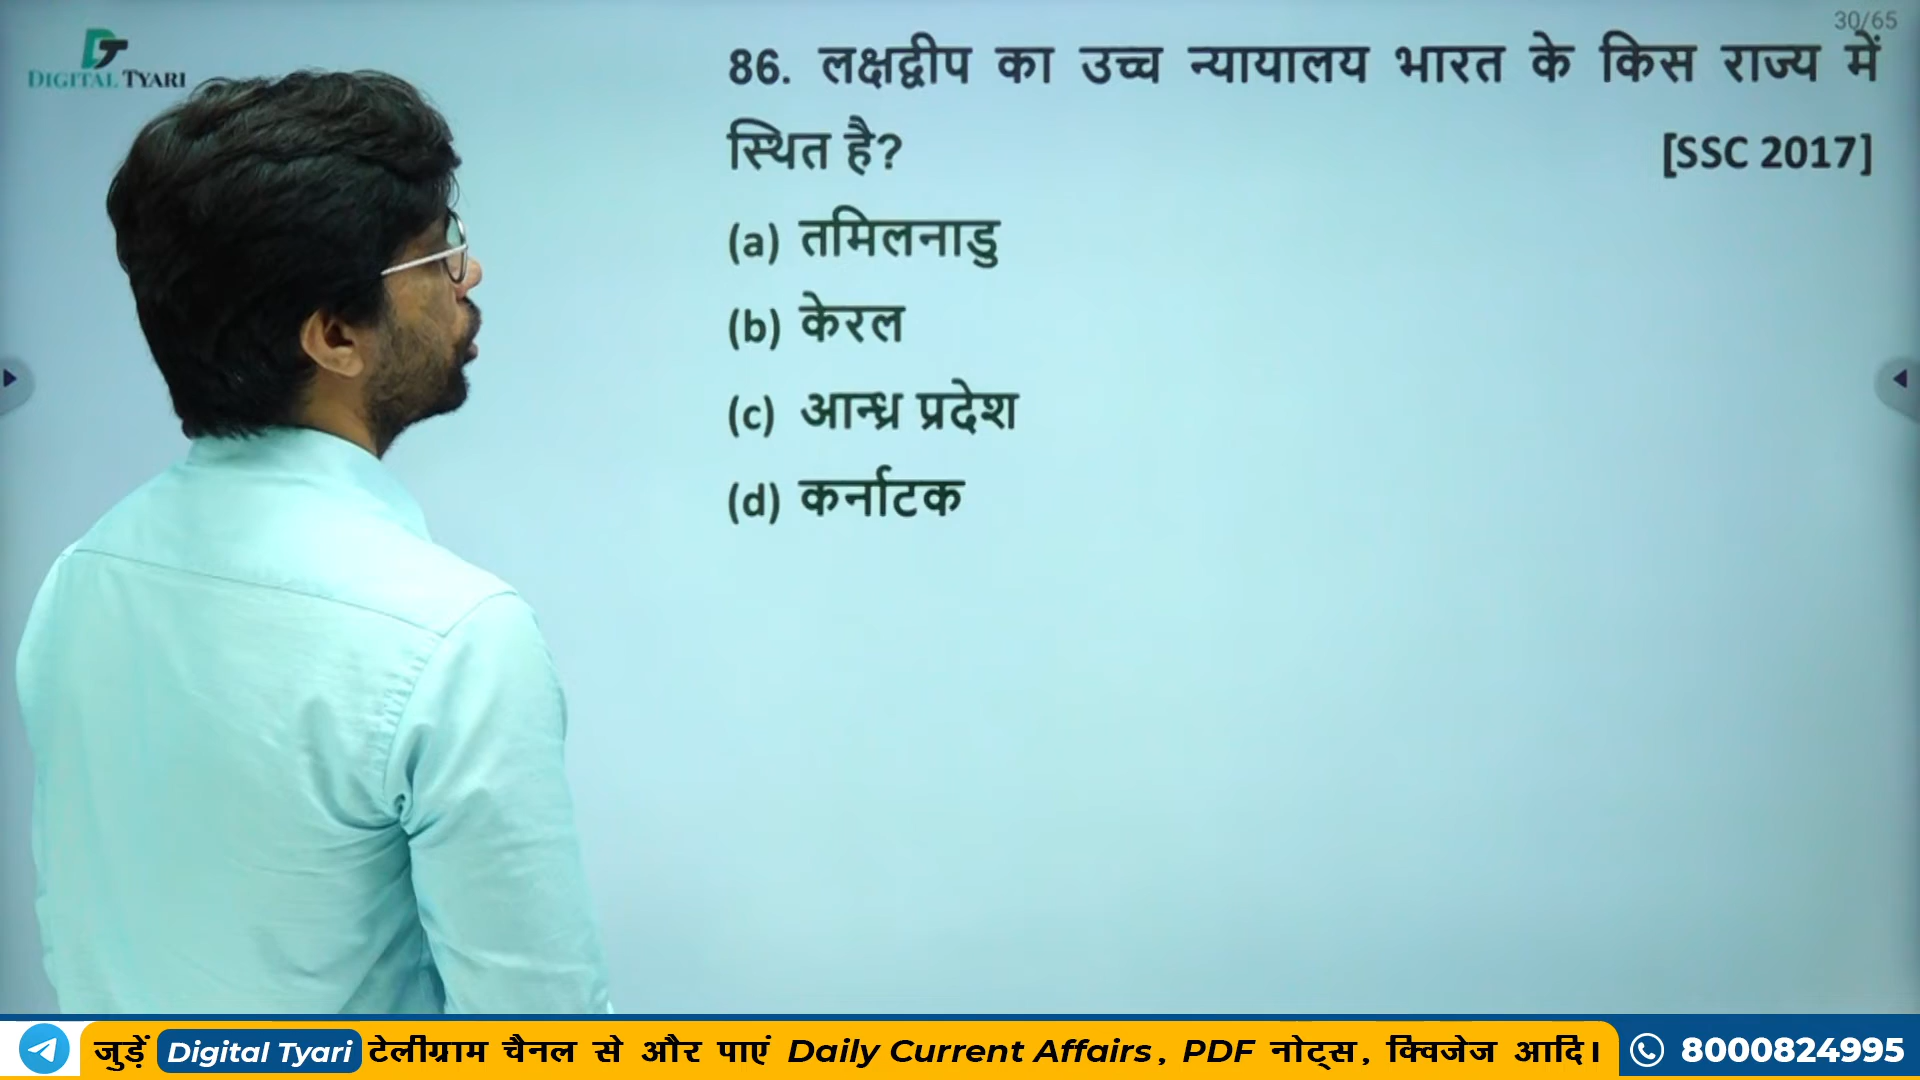 30/65
DIGITAL TYARI
86. लक्षद्वीप का उच्च न्यायालय भारत के किस राज्य में
स्थित है? [SSC 2017]
(a) तमिलनाडु
(b) केरल
(c) आन्ध्र प्रदेश
(d) कर्नाटक
जुड़ें Digital Tyari टेलीग्राम चैनल से और पाएं Daily Current Affairs, PDF नोट्स, क्विजेज आदि। 8000824995